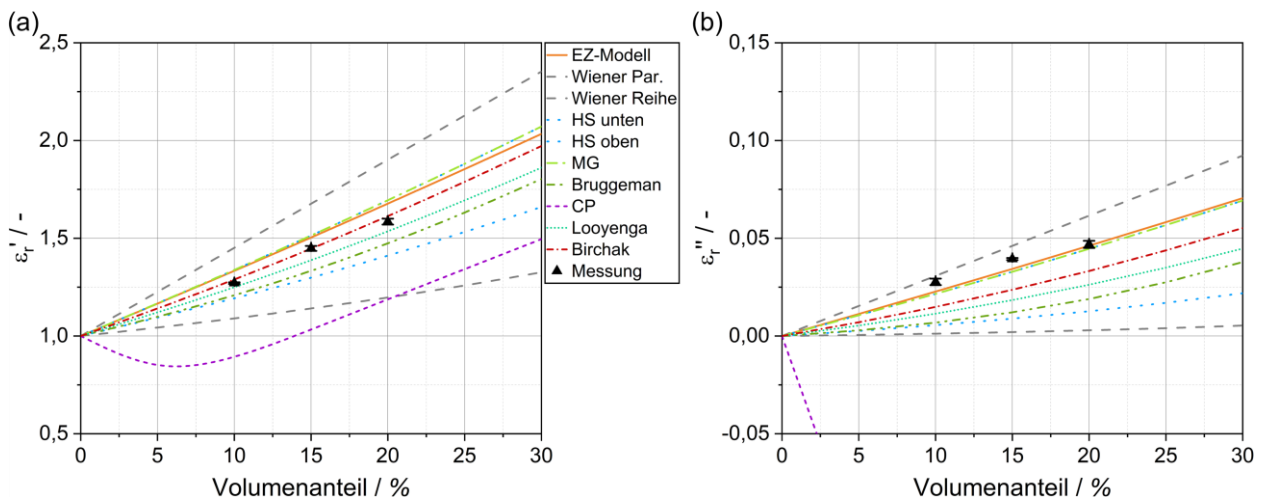 (a)
2,5
2,0
1,5
1,0
0,5
εr' / -
0 5 10 15 20 25 30
Volumenanteil / %
EZ-Modell
Wiener Par.
Wiener Reihe
HS unten
HS oben
MG
Bruggeman
CP
Looyenga
Birchak
Messung
(b)
0,15
0,10
0,05
0,00
-0,05
εr'' / -
0 5 10 15 20 25 30
Volumenanteil / %